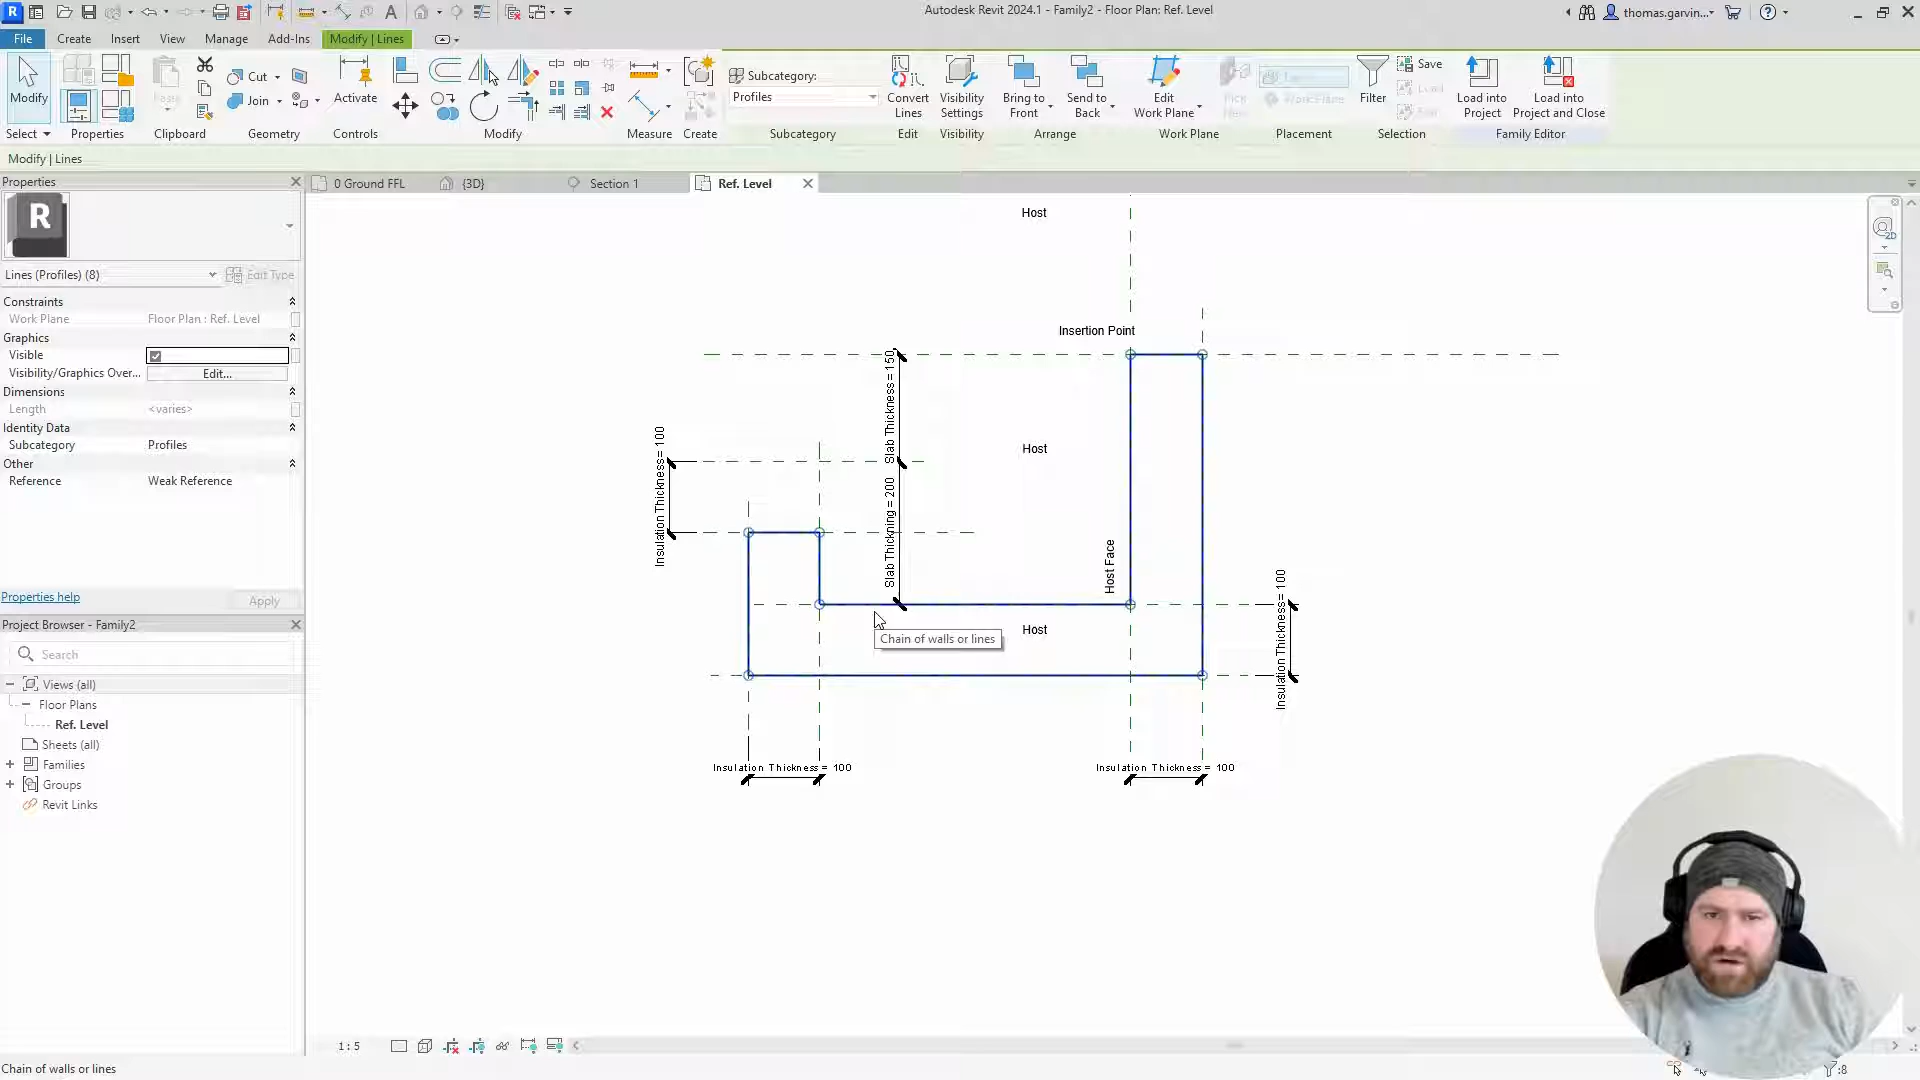 Autodesk Revit 2024.1 - Family2 - Floor Plan: Ref. Level
thomas.garvin...
File Create Insert View Manage Add-Ins Modify | Lines
Modify
Cut
Join
Activate
Subcategory:
Profiles
Convert Lines
Visibility Settings
Bring to Front
Send to Back
Edit Work Plane
Filter
Save
Load into Project
Load into Project and Close
Select Properties Clipboard Geometry Controls Modify Measure Create Subcategory Edit Visibility Arrange Work Plane Placement Selection Family Editor
Modify | Lines
Properties
0 Ground FFL
{3D}
Section 1
Ref. Level
R
Lines (Profiles) (8)
Edit Type
Constraints
Work Plane Floor Plan : Ref. Level
Graphics
Visible
Visibility/Graphics Over... Edit...
Dimensions
Length <varies>
Identity Data
Subcategory Profiles
Other
Reference Weak Reference
Properties help
Apply
Project Browser - Family2
Search
Views (all)
Floor Plans
Ref. Level
Sheets (all)
Families
Groups
Revit Links
Host
Insertion Point
Slab Thickness = 150
Insulation Thickness = 100
Host
Slab Thickning = 200
Host Face
Host
Insulation Thickness = 100
Chain of walls or lines
Insulation Thickness = 100
Insulation Thickness = 100
1 : 5
Chain of walls or lines
:8